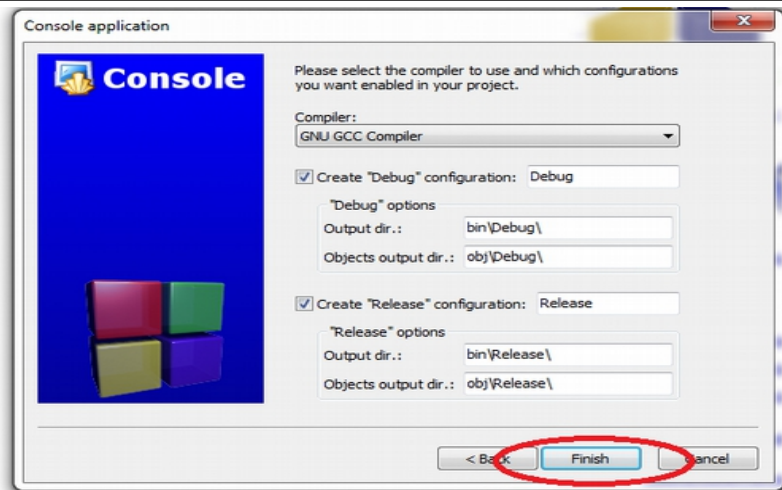 Console application
Console
Please select the compiler to use and which configurations
you want enabled in your project.
Compiler:
GNU GCC Compiler
Create "Debug" configuration: Debug
"Debug" options
Output dir.: bin\Debug\
Objects output dir.: obj\Debug\
Create "Release" configuration: Release
"Release" options
Output dir.: bin\Release\
Objects output dir.: obj\Release\
< Back Finish Cancel